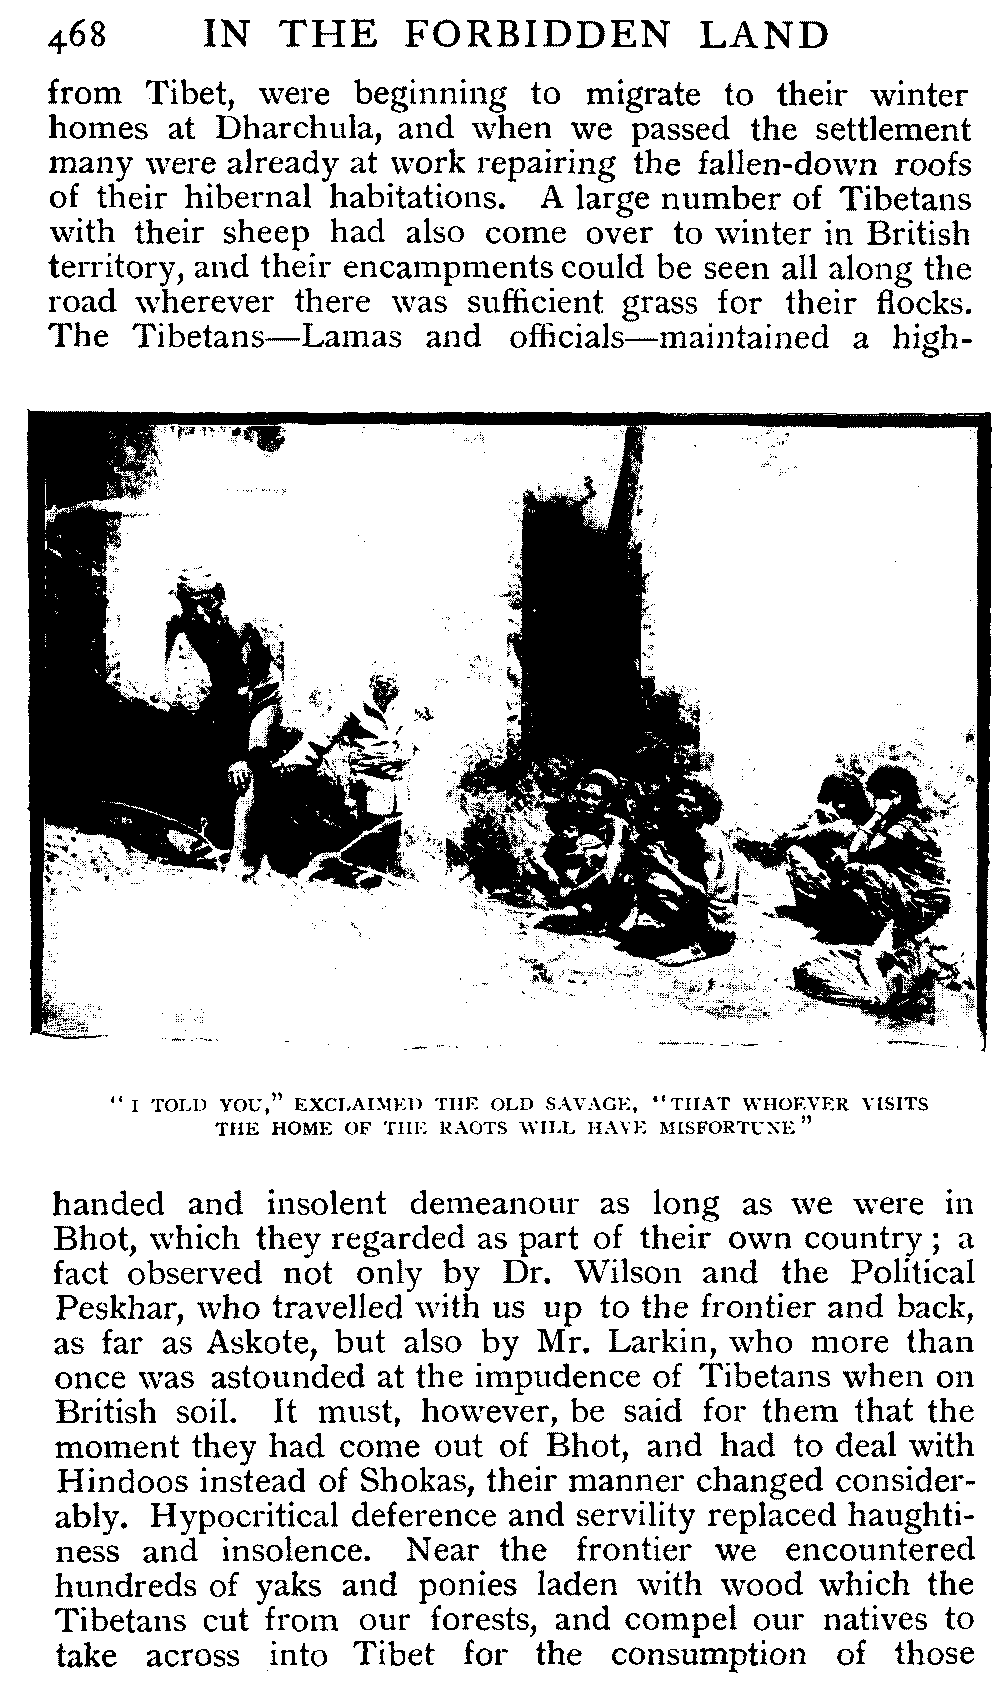 468 IN THE FORBIDDEN LAND
from Tibet, were beginning to migrate to their winter
homes at Dharchula, and when we passed the settlement
many were already at work repairing the fallen-down roofs
of their hibernal habitations. A large number of Tibetans
with their sheep had also come over to winter in British
territory, and their encampments could be seen all along the
road wherever there was sufficient grass for their flocks.
The Tibetans—Lamas and officials—maintained a high-
"I TOLD YOU," EXCLAIMED THE OLD SAVAGE, "THAT WHOEVER VISITS
THE HOME OF THE RAOTS WILL HAVE MISFORTUNE"
handed and insolent demeanour as long as we were in
Bhot, which they regarded as part of their own country; a
fact observed not only by Dr. Wilson and the Political
Peskhar, who travelled with us up to the frontier and back,
as far as Askote, but also by Mr. Larkin, who more than
once was astounded at the impudence of Tibetans when on
British soil. It must, however, be said for them that the
moment they had come out of Bhot, and had to deal with
Hindoos instead of Shokas, their manner changed consider-
ably. Hypocritical deference and servility replaced haughti-
ness and insolence. Near the frontier we encountered
hundreds of yaks and ponies laden with wood which the
Tibetans cut from our forests, and compel our natives to
take across into Tibet for the consumption of those